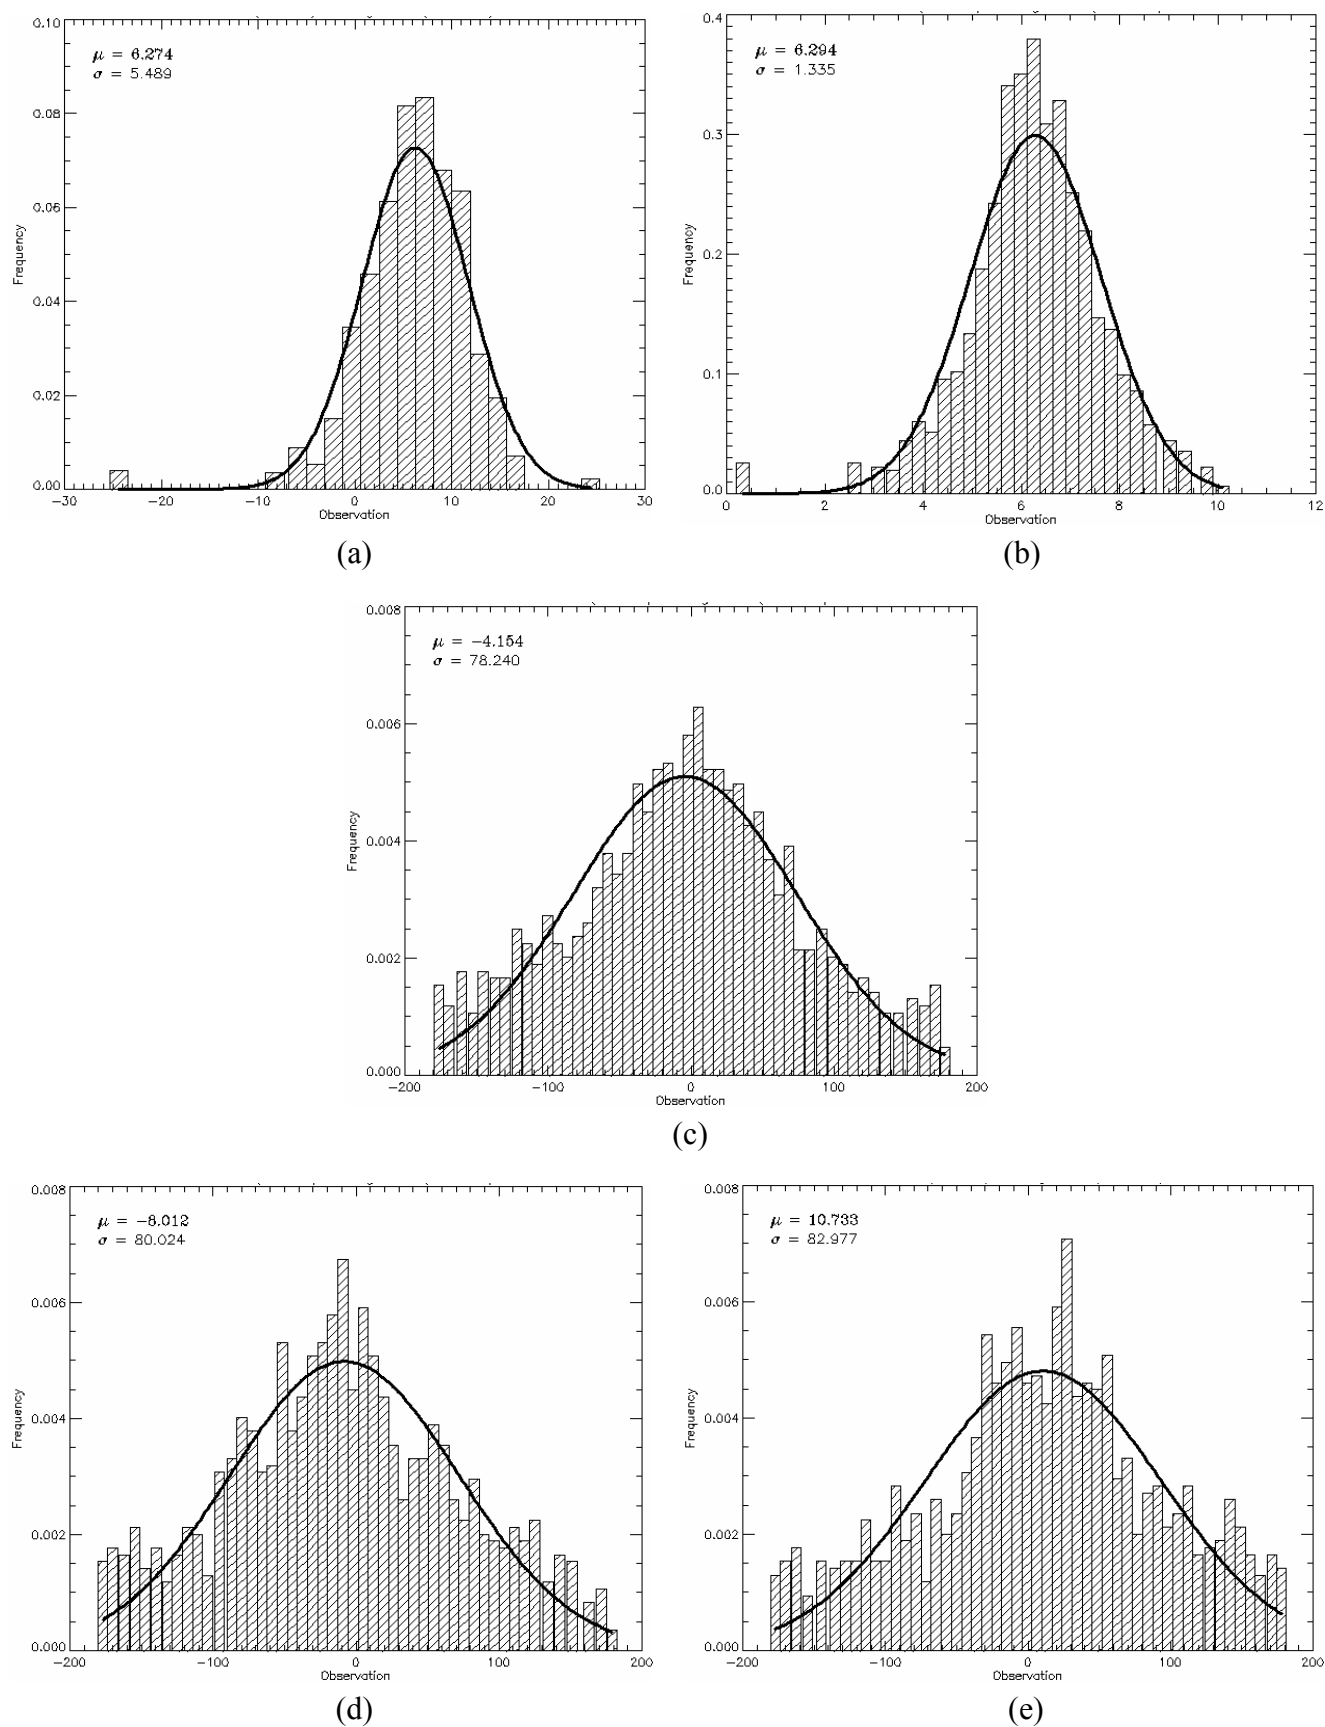 μ = 6.274
σ = 5.489
0.10
0.08
0.06
0.04
0.02
0.00
Frequency
-30 -20 -10 0 10 20 30
Observation
(a)
μ = 6.294
σ = 1.335
0.4
0.3
0.2
0.1
0.0
Frequency
0 2 4 6 8 10 12
Observation
(b)
μ = -4.154
σ = 78.240
0.008
0.006
0.004
0.002
0.000
Frequency
-200 -100 0 100 200
Observation
(c)
μ = -8.012
σ = 80.024
0.008
0.006
0.004
0.002
0.000
Frequency
-200 -100 0 100 200
Observation
(d)
μ = 10.733
σ = 82.977
0.008
0.006
0.004
0.002
0.000
Frequency
-200 -100 0 100 200
Observation
(e)